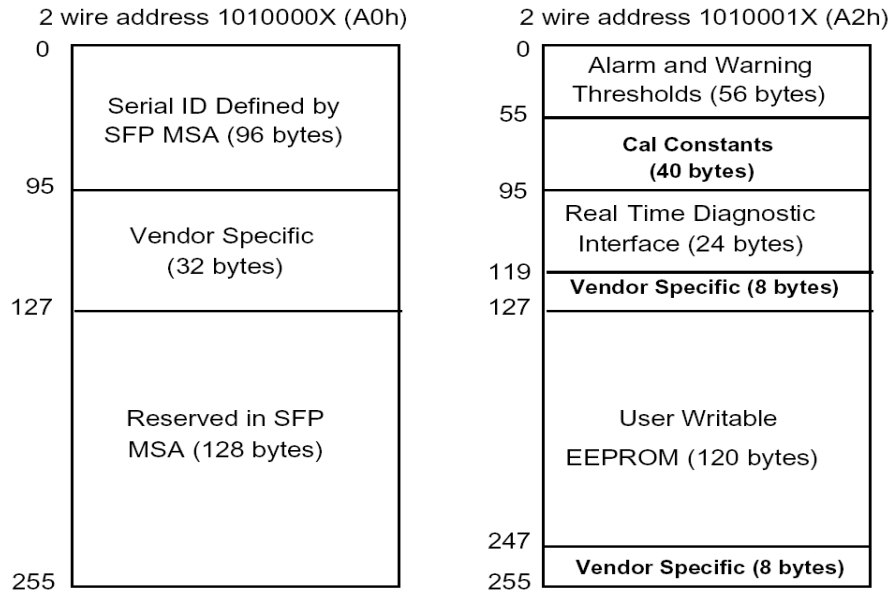 2 wire address 1010000X (A0h)
0
Serial ID Defined by
SFP MSA (96 bytes)
95
Vendor Specific
(32 bytes)
127
Reserved in SFP
MSA (128 bytes)
255
2 wire address 1010001X (A2h)
0
Alarm and Warning
Thresholds (56 bytes)
55
Cal Constants
(40 bytes)
95
Real Time Diagnostic
Interface (24 bytes)
119
Vendor Specific (8 bytes)
127
User Writable
EEPROM (120 bytes)
247
Vendor Specific (8 bytes)
255